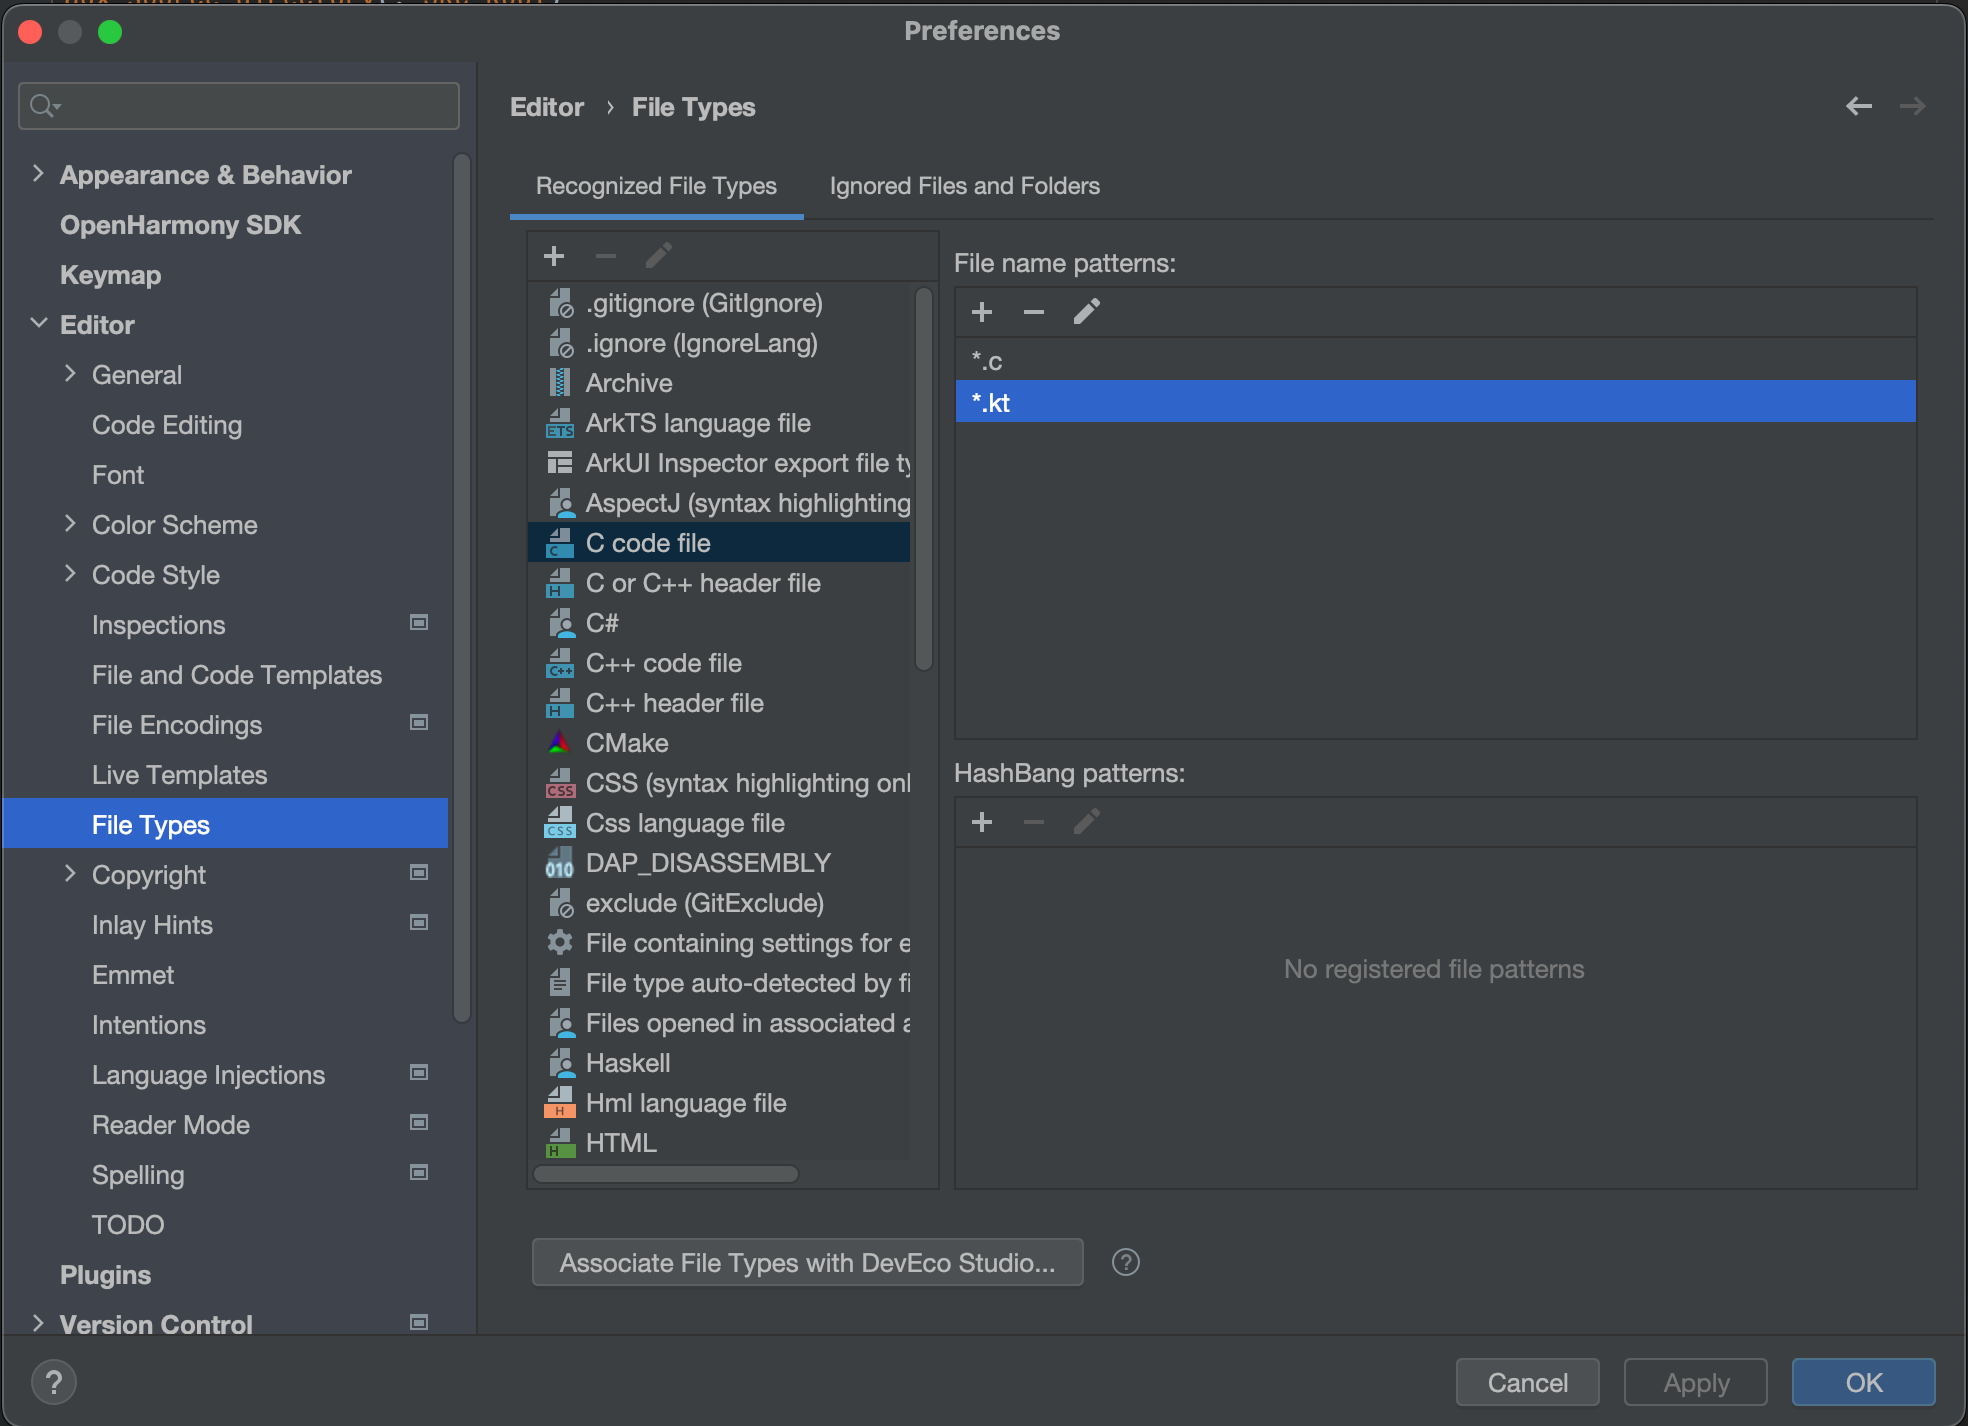 Preferences
Appearance & Behavior
OpenHarmony SDK
Keymap
Editor
General
Code Editing
Font
Color Scheme
Code Style
Inspections
File and Code Templates
File Encodings
Live Templates
File Types
Copyright
Inlay Hints
Emmet
Intentions
Language Injections
Reader Mode
Spelling
TODO
Plugins
Version Control
Editor › File Types
Recognized File Types
Ignored Files and Folders
.gitignore (GitIgnore)
.ignore (IgnoreLang)
Archive
ArkTS language file
ArkUI Inspector export file ty
AspectJ (syntax highlighting
C code file
C or C++ header file
C#
C++ code file
C++ header file
CMake
CSS (syntax highlighting onl
Css language file
DAP_DISASSEMBLY
exclude (GitExclude)
File containing settings for e
File type auto-detected by fi
Files opened in associated a
Haskell
Hml language file
HTML
File name patterns:
*.c
*.kt
HashBang patterns:
No registered file patterns
Associate File Types with DevEco Studio...
?
?
Cancel
Apply
OK